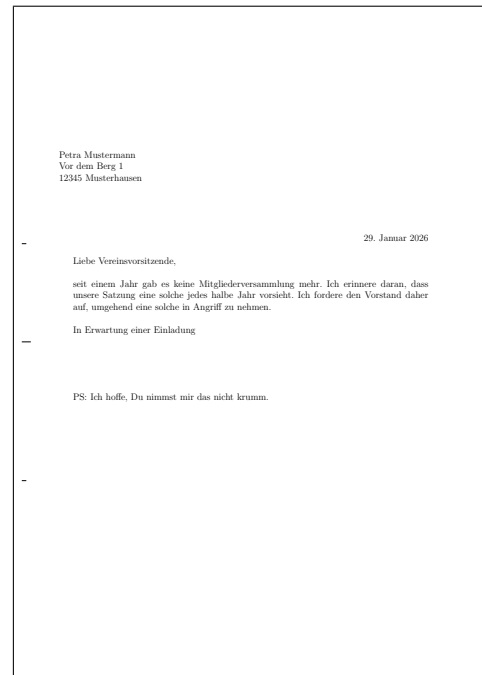 Petra Mustermann
Vor dem Berg 1
12345 Musterhausen
29. Januar 2026
Liebe Vereinsvorsitzende,
seit einem Jahr gab es keine Mitgliederversammlung mehr. Ich erinnere daran, dass
unsere Satzung eine solche jedes halbe Jahr vorsieht. Ich fordere den Vorstand daher
auf, umgehend eine solche in Angriff zu nehmen.
In Erwartung einer Einladung
PS: Ich hoffe, Du nimmst mir das nicht krumm.